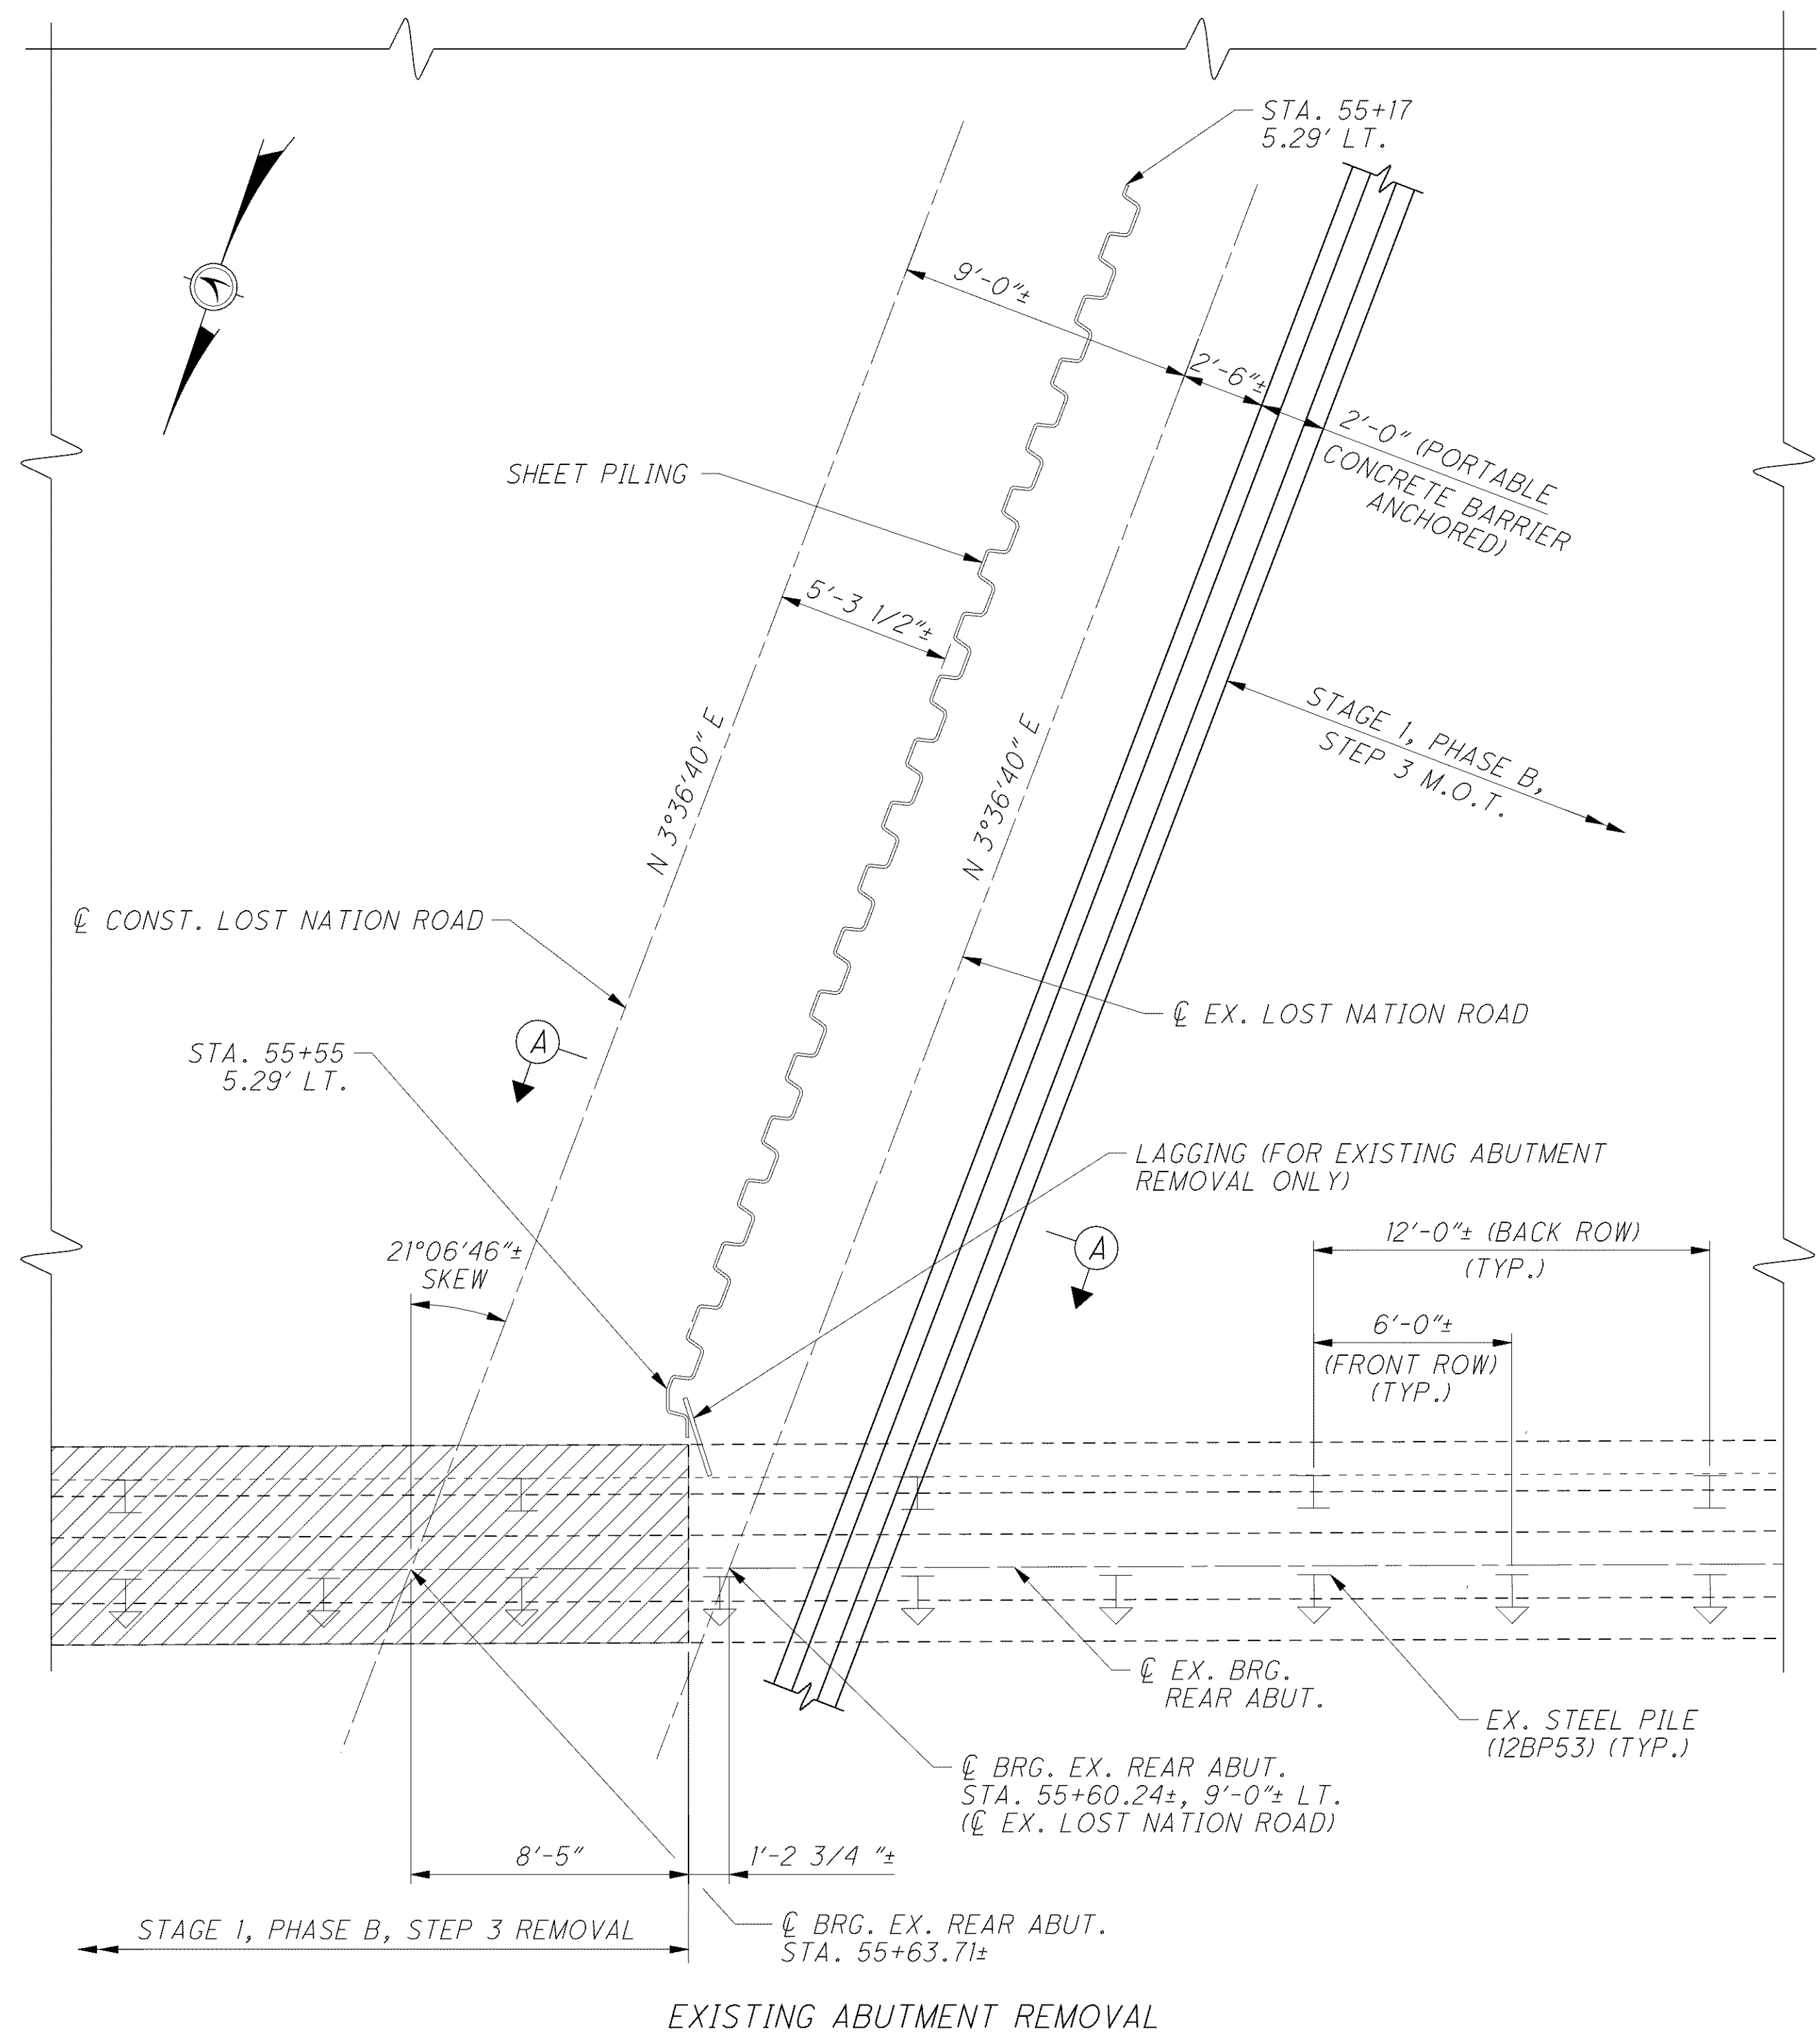 STA. 55+17
5.29' LT.
9'-0"±
2'-6"±
2'-0" (PORTABLE
CONCRETE BARRIER
ANCHORED)
SHEET PILING
5'-3 1/2"±
STAGE 1, PHASE B,
STEP 3 M.O.T.
N 3°36'40" E
N 3°36'40" E
℄ CONST. LOST NATION ROAD
℄ EX. LOST NATION ROAD
A
STA. 55+55
5.29' LT.
LAGGING (FOR EXISTING ABUTMENT
REMOVAL ONLY)
A
21°06'46"±
SKEW
12'-0"± (BACK ROW)
(TYP.)
6'-0"±
(FRONT ROW)
(TYP.)
℄ EX. BRG.
REAR ABUT.
EX. STEEL PILE
(12BP53) (TYP.)
℄ BRG. EX. REAR ABUT.
STA. 55+60.24±, 9'-0"± LT.
(℄ EX. LOST NATION ROAD)
8'-5"
1'-2 3/4 "±
℄ BRG. EX. REAR ABUT.
STA. 55+63.71±
STAGE 1, PHASE B, STEP 3 REMOVAL
EXISTING ABUTMENT REMOVAL